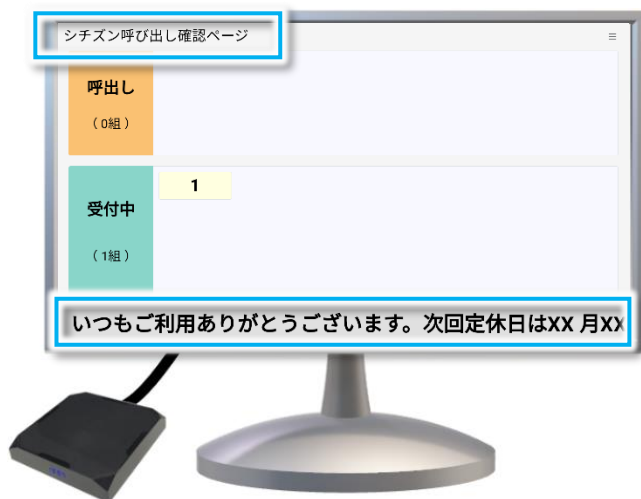 シチズン呼び出し確認ページ
呼出し
（0組）
1
受付中
（1組）
いつもご利用ありがとうございます。次回定休日はXX 月XX